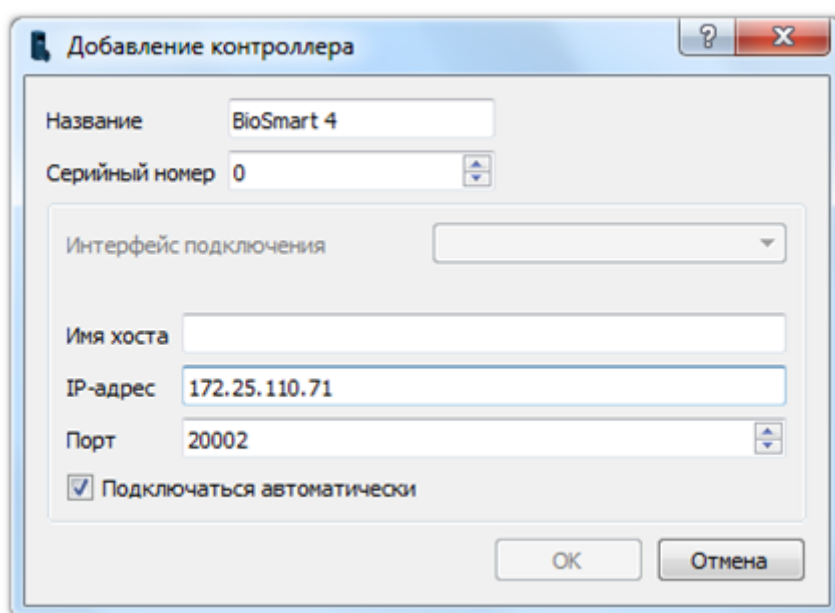 Добавление контроллера
Название BioSmart 4
Серийный номер 0
Интерфейс подключения
Имя хоста
IP-адрес 172.25.110.71
Порт 20002
Подключаться автоматически
OK Отмена